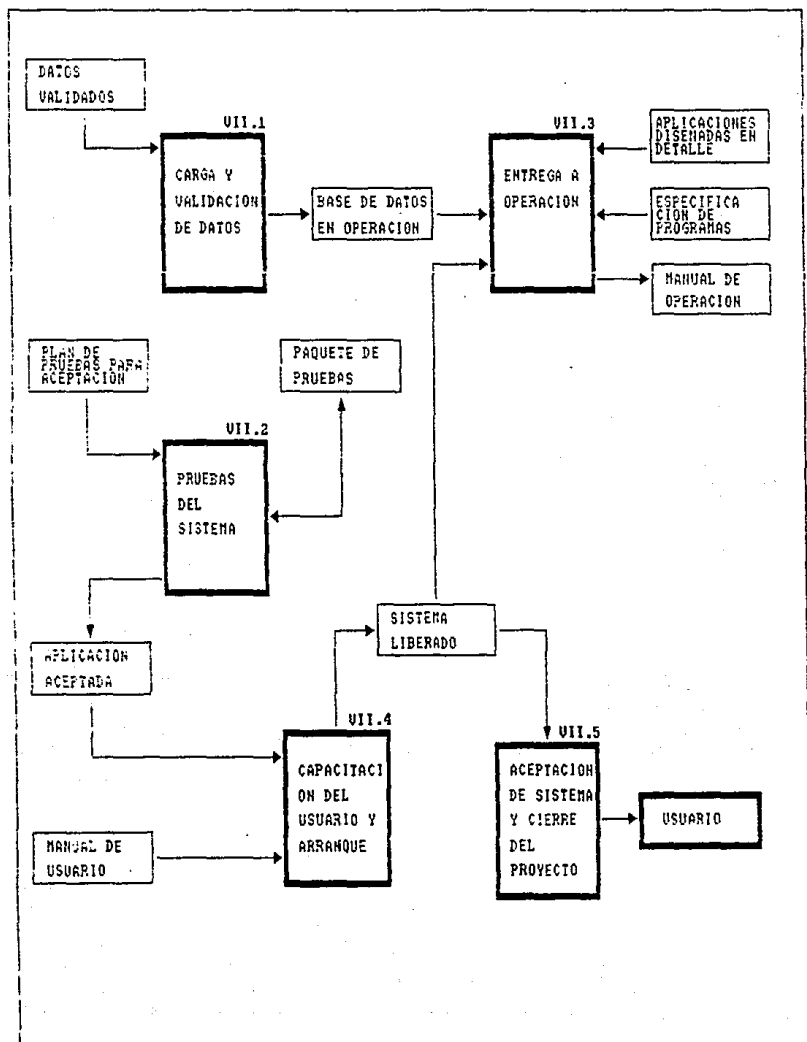 DATOS
VALIDADOS
VII.1
CARGA Y
VALIDACION
DE DATOS
BASE DE DATOS
EN OPERACION
VII.3
ENTREGA A
OPERACION
APLICACIONES
DISENADAS EN
DETALLE
ESPECIFICA
CION DE
PROGRAMAS
MANUAL DE
OPERACION
PLAN DE
PRUEBAS PARA
ACEPTACION
PAQUETE DE
PRUEBAS
VII.2
PRUEBAS
DEL
SISTEMA
APLICACION
ACEPTADA
SISTEMA
LIBERADO
VII.4
CAPACITACI
ON DEL
USUARIO Y
ARRANQUE
MANUAL DE
USUARIO
VII.5
ACEPTACION
DE SISTEMA
Y CIERRE
DEL
PROYECTO
USUARIO